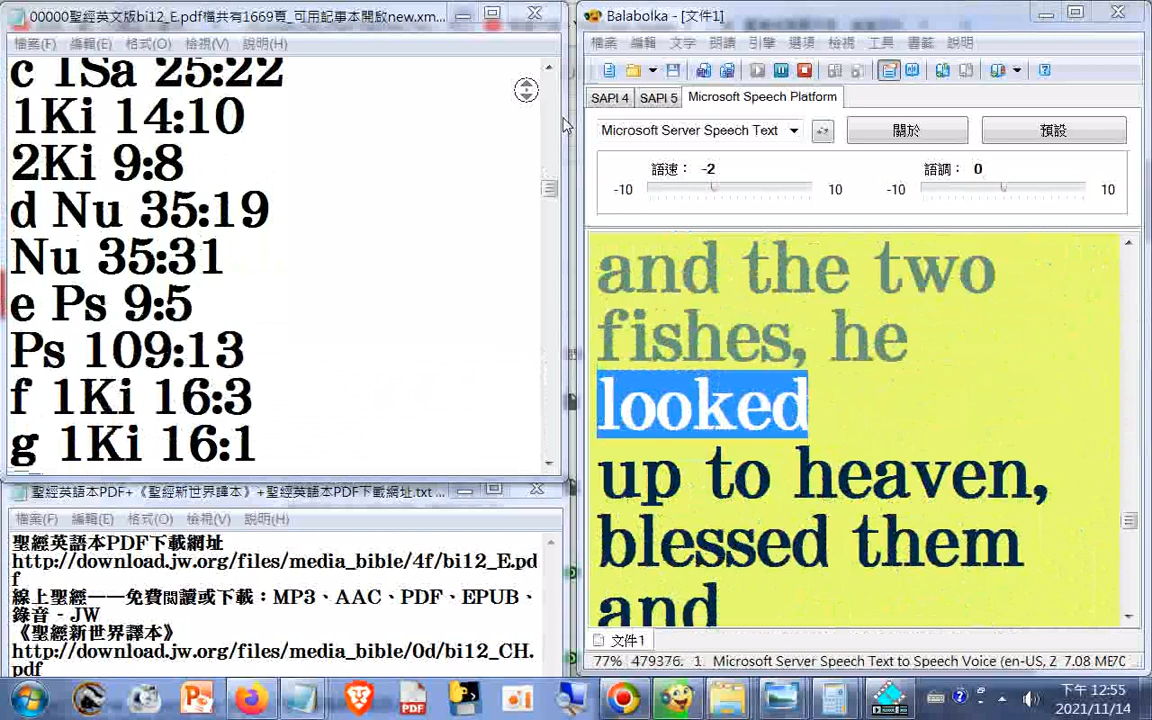 00000聖經英文版bi12_E.pdf檔共有1669頁_可用記事本開啟new.xm...
檔案(F) 編輯(E) 格式(O) 檢視(V) 說明(H)
c 1Sa 25:22
1Ki 14:10
2Ki 9:8
d Nu 35:19
Nu 35:31
e Ps 9:5
Ps 109:13
f 1Ki 16:3
g 1Ki 16:1
聖經英語本PDF+《聖經新世界譯本》+聖經英語本PDF下載網址.txt ...
檔案(F) 編輯(E) 格式(O) 檢視(V) 說明(H)
聖經英語本PDF下載網址
http://download.jw.org/files/media_bible/4f/bi12_E.pd
f
線上聖經——免費閱讀或下載：MP3、AAC、PDF、EPUB、
錄音 - JW
《聖經新世界譯本》
http://download.jw.org/files/media_bible/0d/bi12_CH.
pdf
Balabolka - [文件1]
檔案 編輯 文字 朗讀 引擎 選項 檢視 工具 書籤 說明
SAPI 4 SAPI 5 Microsoft Speech Platform
Microsoft Server Speech Text 關於 預設
語速： -2 語調： 0
-10 10 -10 10
and the two
fishes, he
looked
up to heaven,
blessed them
and
文件1
77% 479376. 1. Microsoft Server Speech Text to Speech Voice (en-US, Z 7.08 ME
下午 12:55
2021/11/14